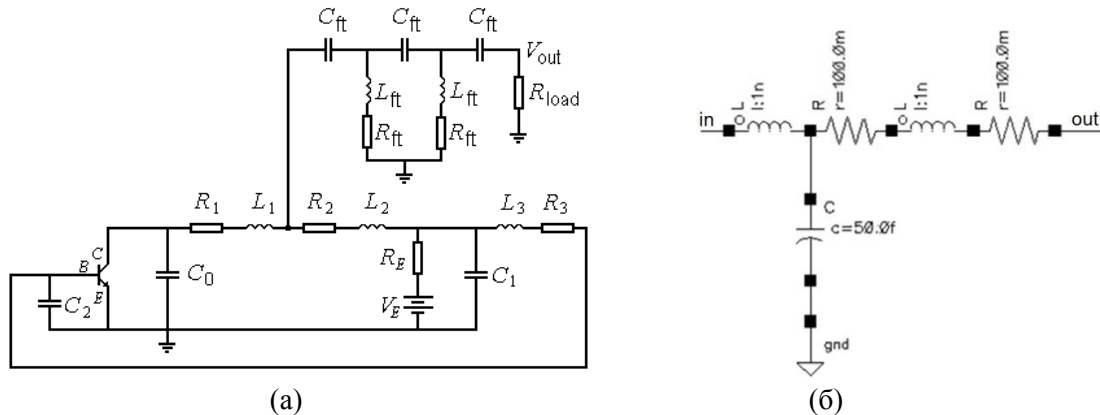 C_ft C_ft C_ft
V_out
L_ft L_ft R_load
R_ft R_ft
R_1 L_1 R_2 L_2 L_3 R_3
B C E
C_2 C_0 R_E C_1
V_E
(а)
L l:1n R r=100.0m L l:1n R r=100.0m
in out
C
c=50.0f
gnd
(б)